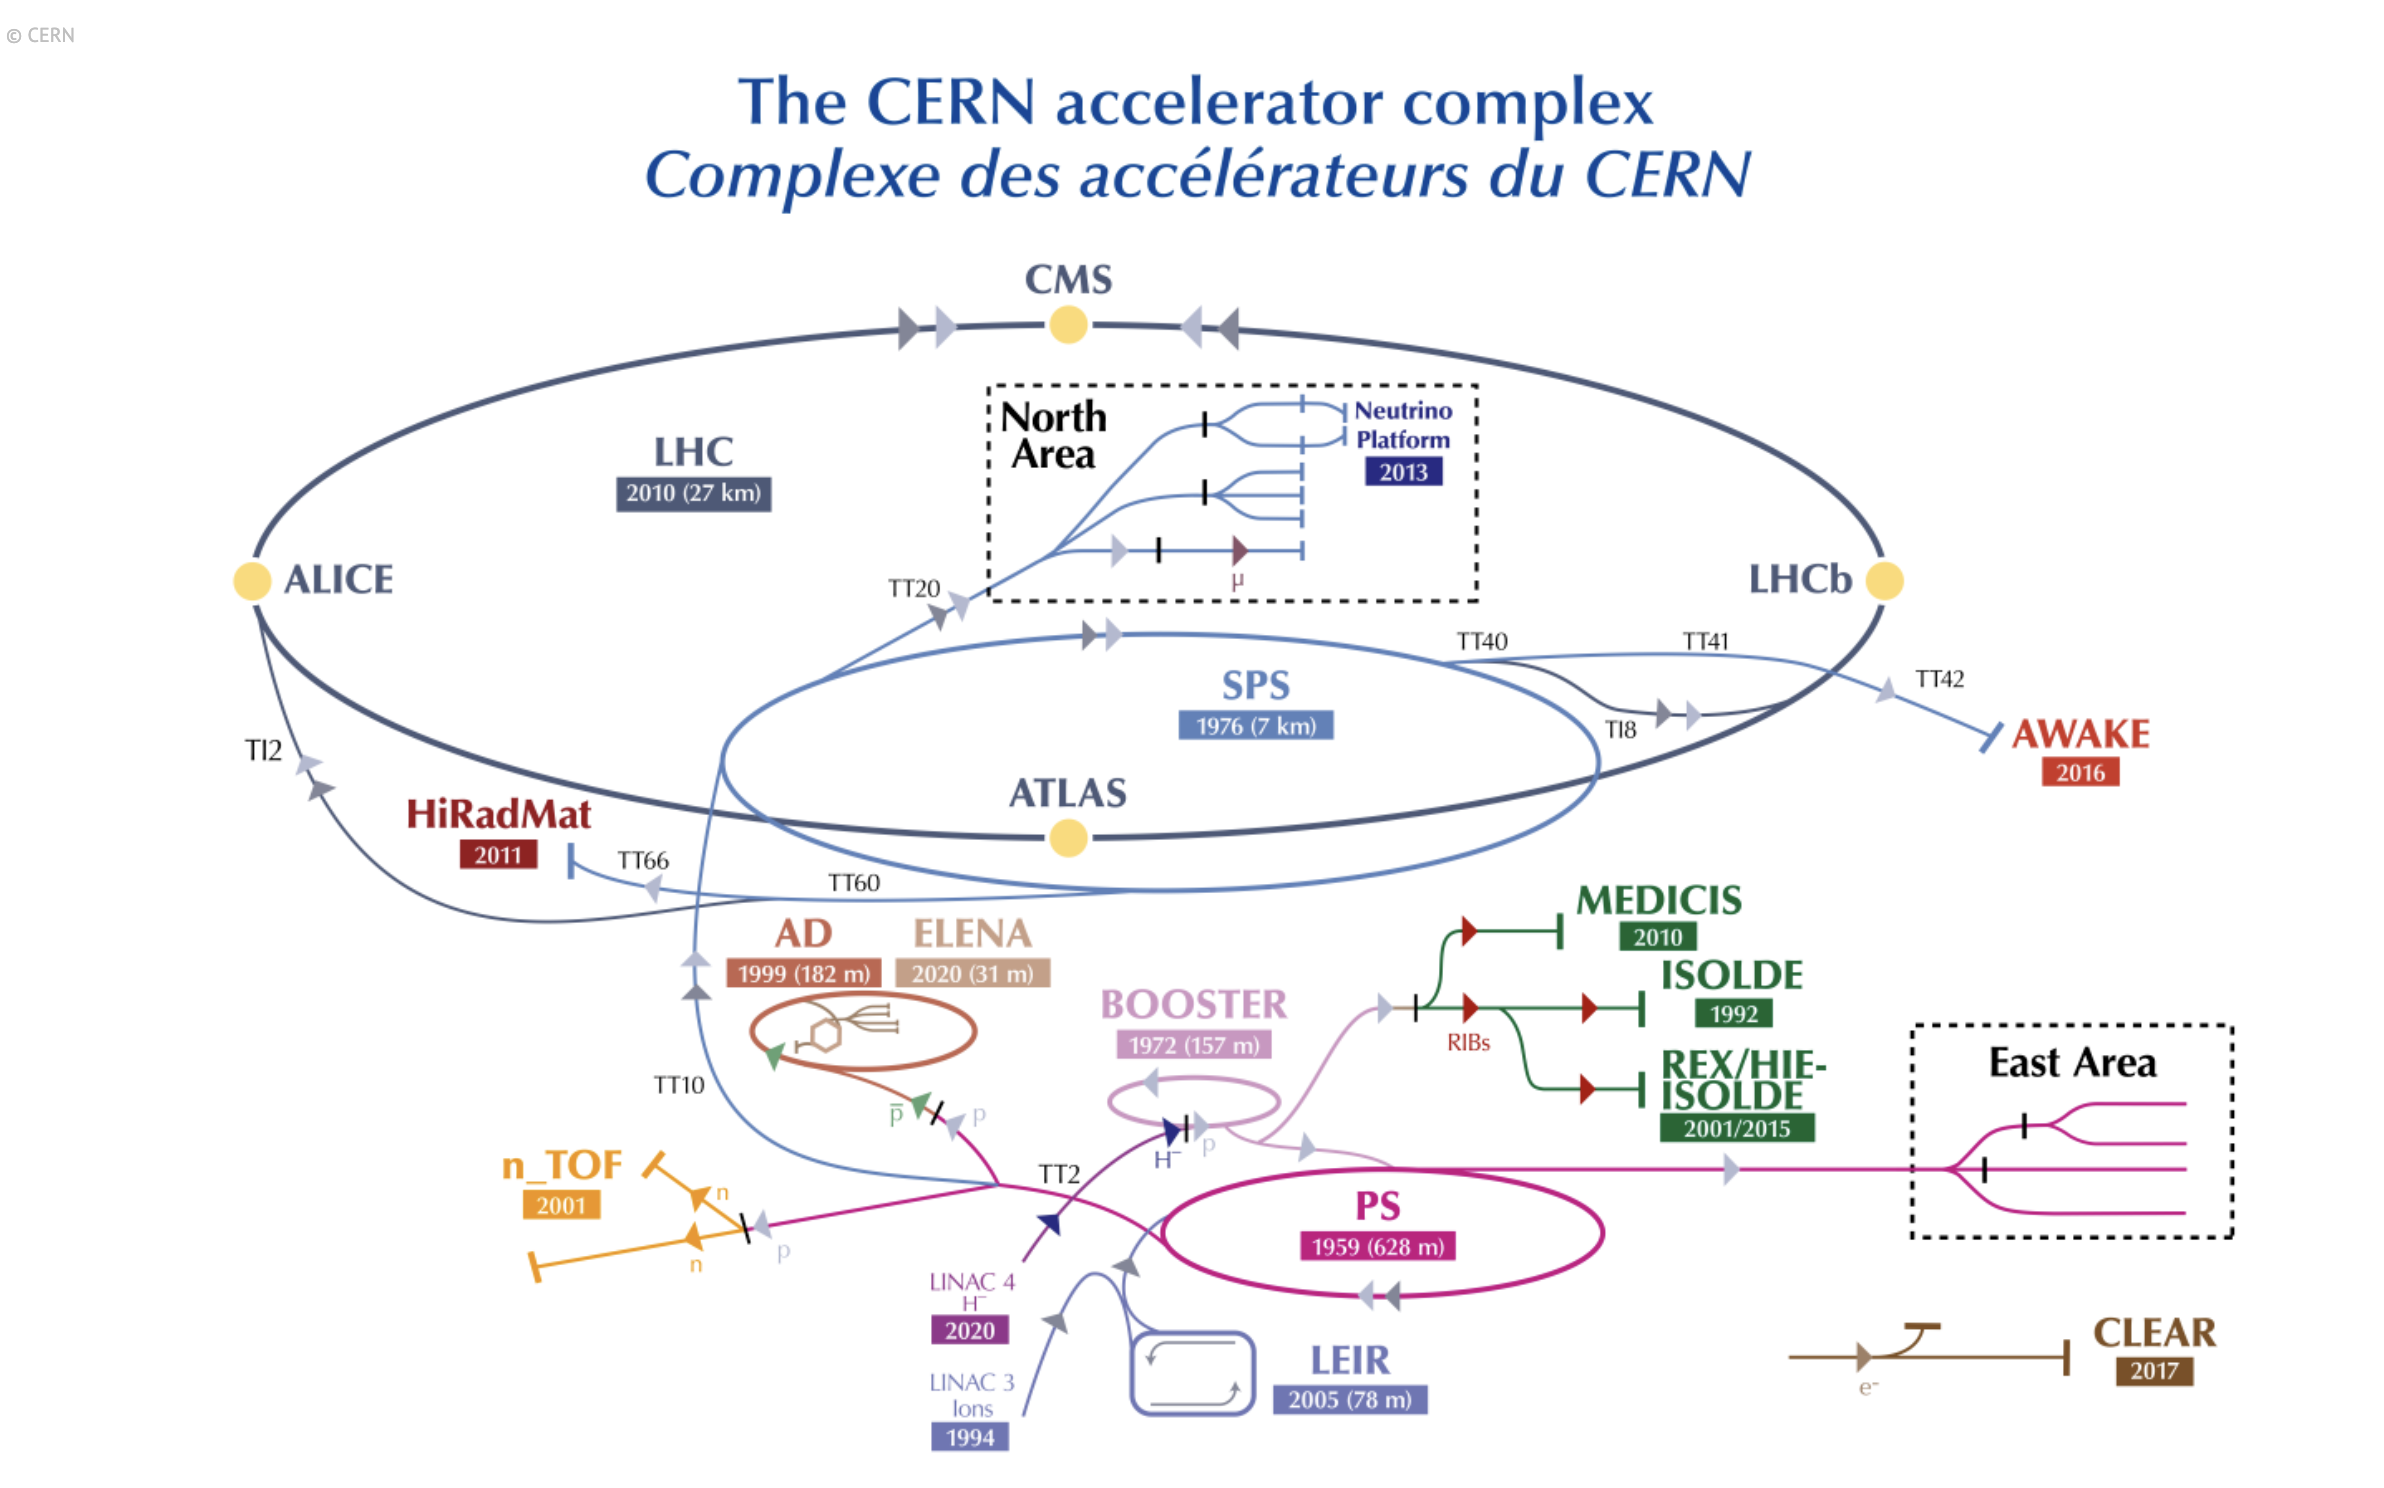 © CERN
The CERN accelerator complex
Complexe des accélérateurs du CERN
CMS
North
Area
Neutrino
Platform
2013
LHC
2010 (27 km)
ALICE
LHCb
TT20
μ
TT40
TT41
TT42
SPS
1976 (7 km)
TI8
AWAKE
2016
TI2
ATLAS
HiRadMat
2011
TT66
TT60
AD
1999 (182 m)
ELENA
2020 (31 m)
MEDICIS
2010
ISOLDE
1992
RIBs
REX/HIE-
ISOLDE
2001/2015
BOOSTER
1972 (157 m)
East Area
TT10
p̅
p
H⁻
p
n_TOF
2001
n
n
p
TT2
PS
1959 (628 m)
LINAC 4
H⁻
2020
LINAC 3
Ions
1994
LEIR
2005 (78 m)
CLEAR
2017
e⁻